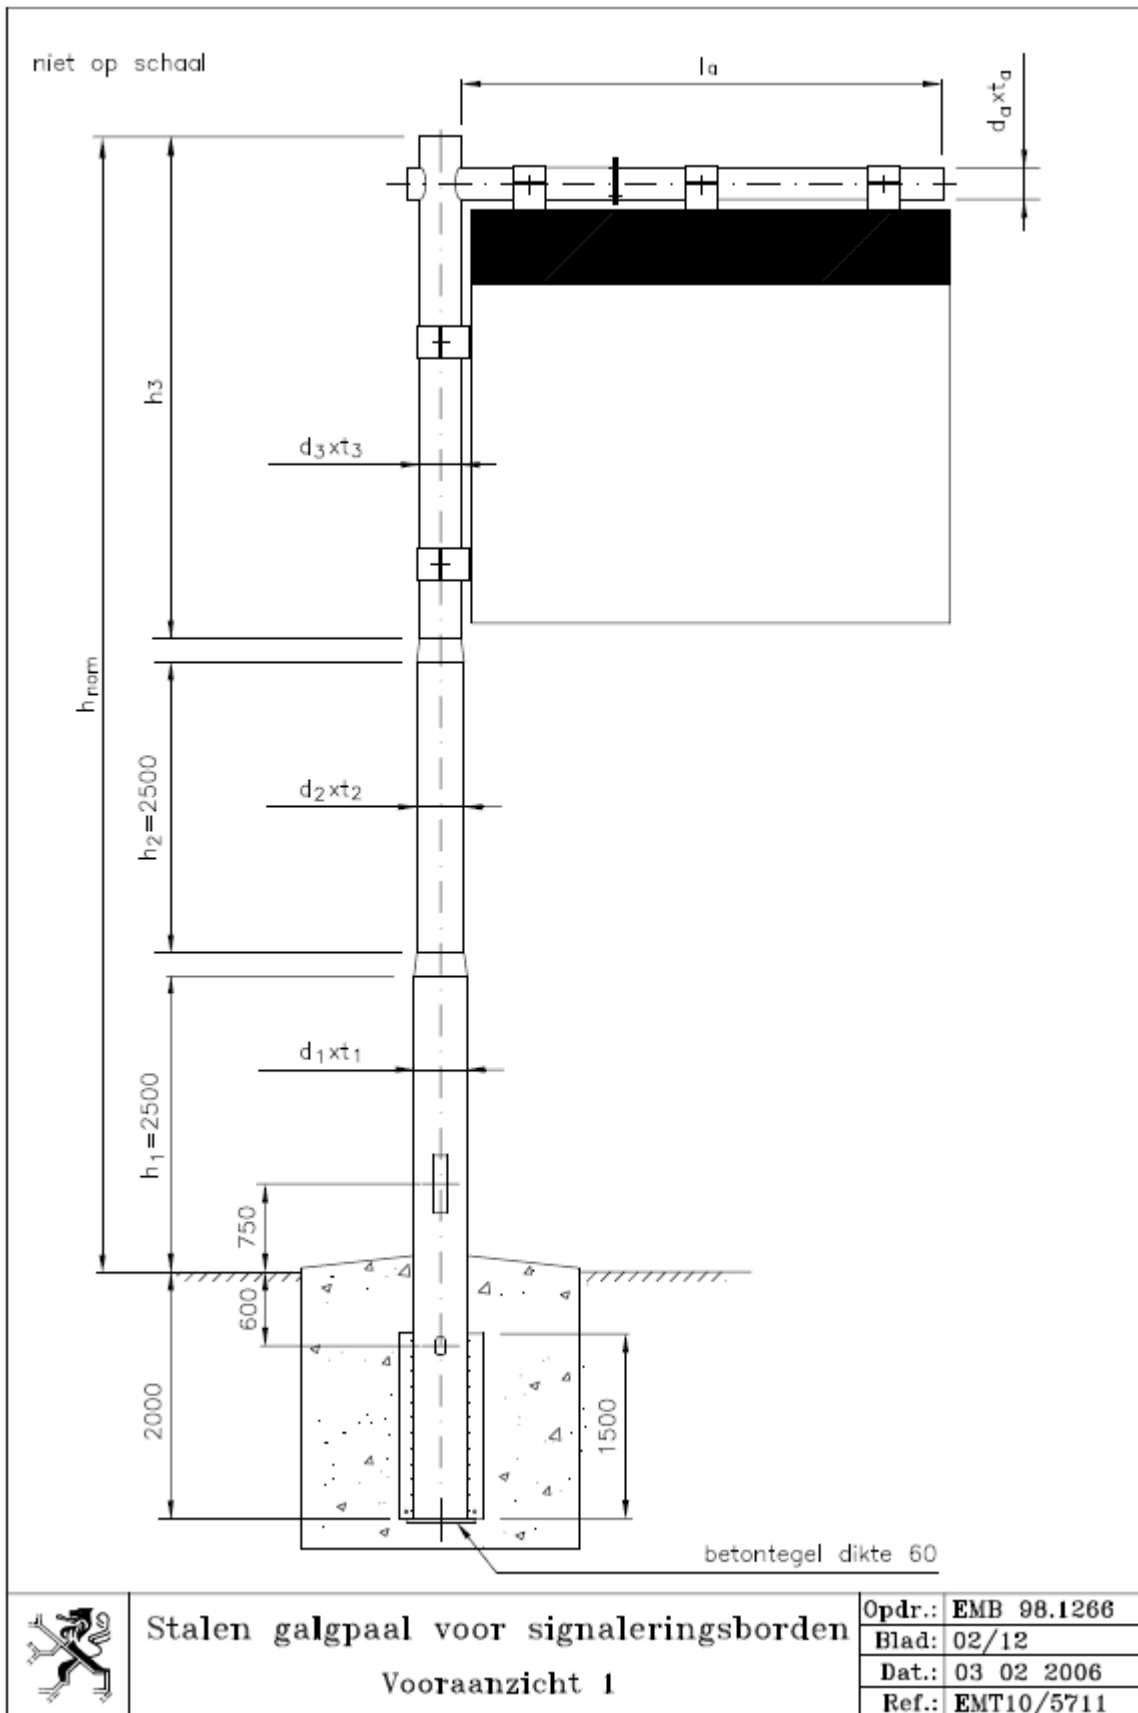 niet op schaal
la
daxta
h3
d3xt3
hnom
h2=2500
d2xt2
h1=2500
d1xt1
750
600
2000
1500
betontegel dikte 60
Stalen galgpaal voor signaleringsborden
Vooraanzicht 1
Opdr.: EMB 98.1266
Blad: 02/12
Dat.: 03 02 2006
Ref.: EMT10/5711